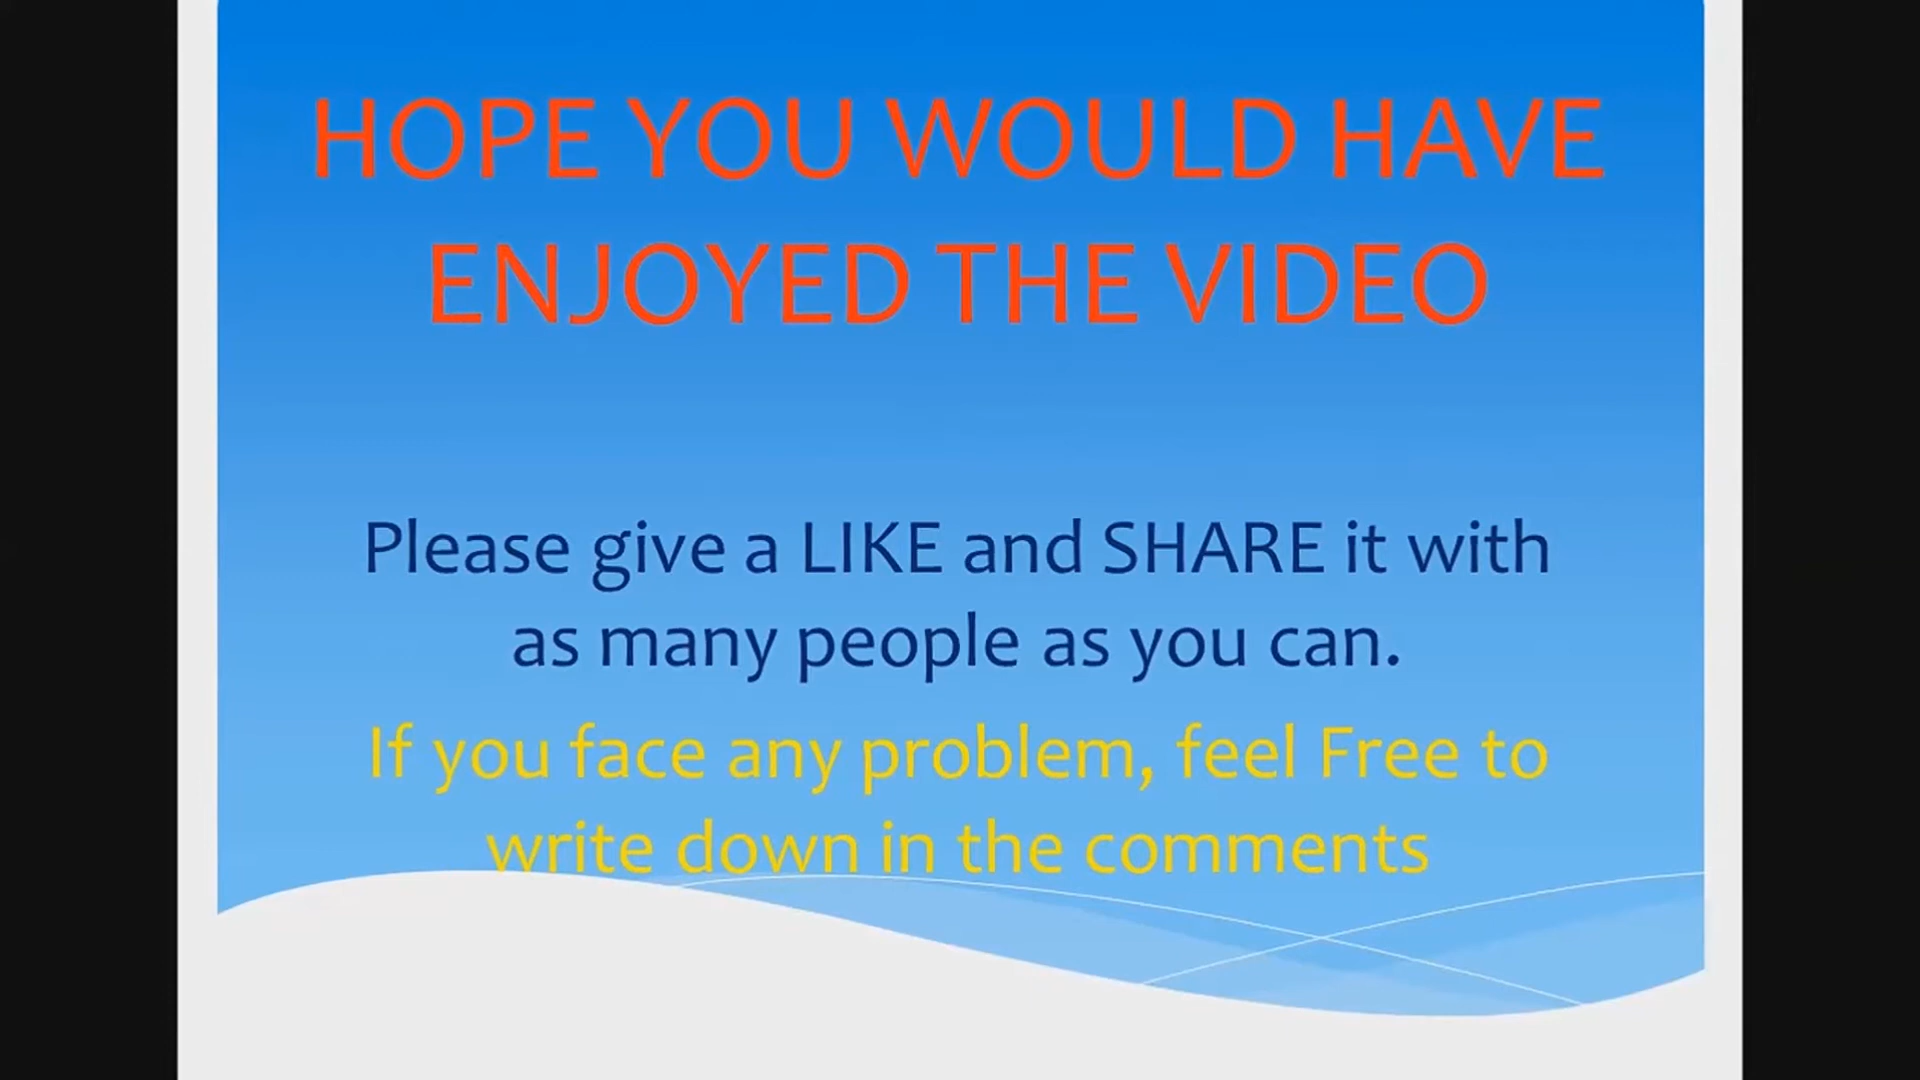 HOPE YOU WOULD HAVE
ENJOYED THE VIDEO
Please give a LIKE and SHARE it with
as many people as you can.
If you face any problem, feel Free to
write down in the comments